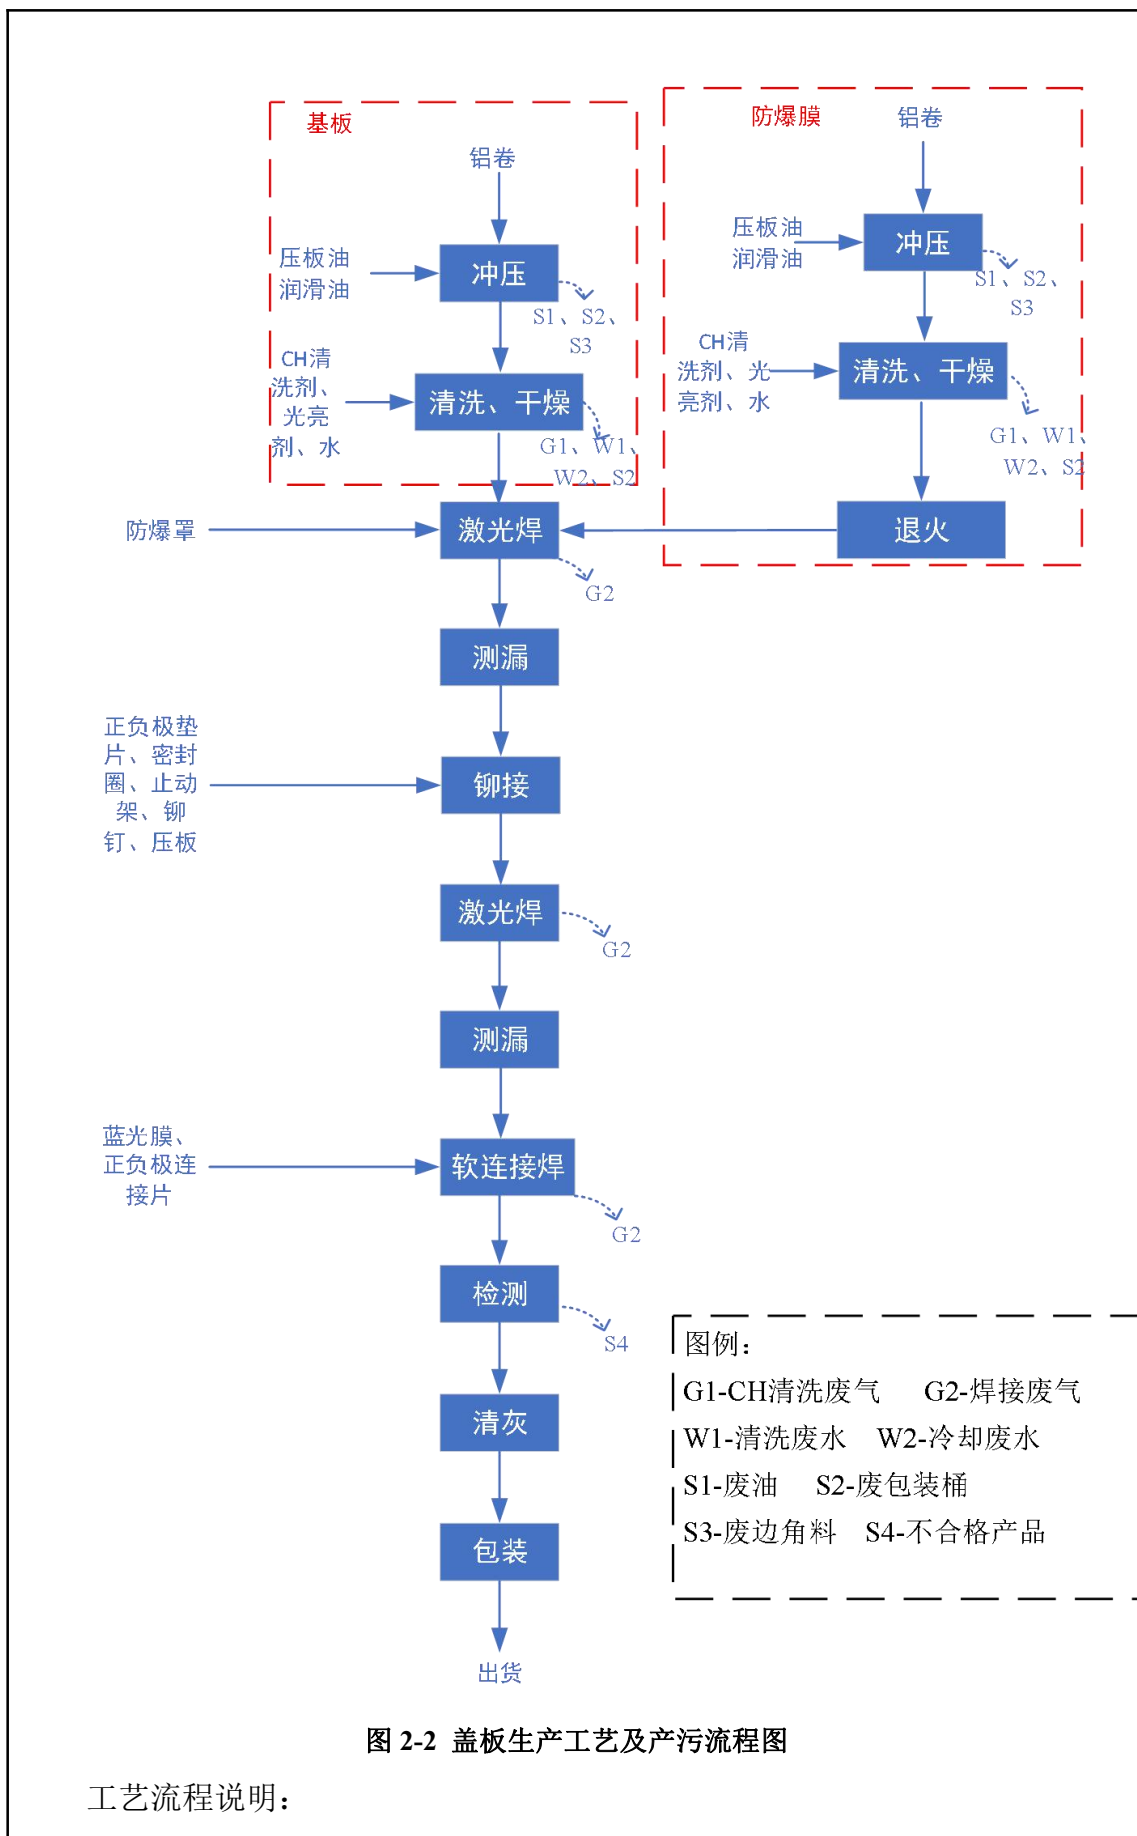 基板
铝卷
压板油
润滑油
冲压
S1、S2、
S3
CH清
洗剂、
光亮
剂、水
清洗、干燥
G1、W1、
W2、S2
防爆膜
铝卷
压板油
润滑油
冲压
S1、S2、
S3
CH清
洗剂、光
亮剂、水
清洗、干燥
G1、W1、
W2、S2
退火
防爆罩
激光焊
G2
测漏
正负极垫
片、密封
圈、止动
架、铆
钉、压板
铆接
激光焊
G2
测漏
蓝光膜、
正负极连
接片
软连接焊
G2
检测
S4
清灰
包装
出货
图例：
G1-CH清洗废气 G2-焊接废气
W1-清洗废水 W2-冷却废水
S1-废油 S2-废包装桶
S3-废边角料 S4-不合格产品
图 2-2 盖板生产工艺及产污流程图
工艺流程说明：